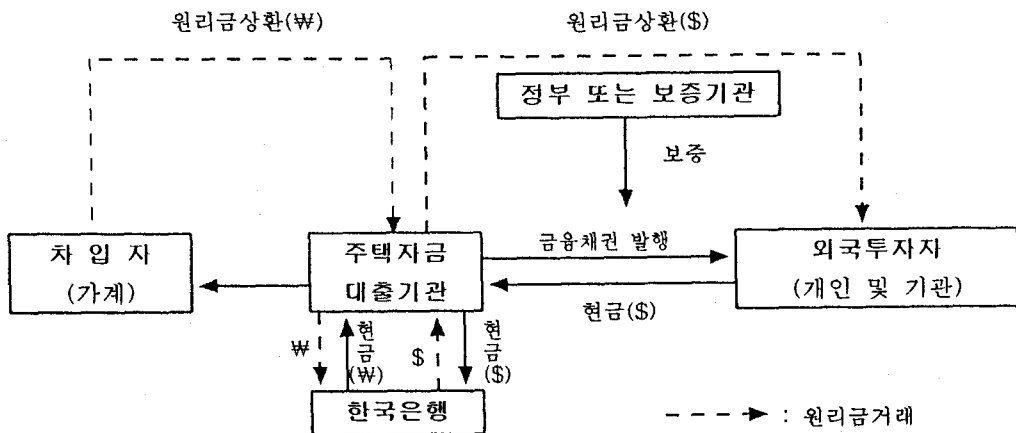 원리금상환(₩)
원리금상환($)
정부 또는 보증기관
보증
차 입 자
(가계)
주택자금
대출기관
금융채권 발행
현금($)
외국투자자
(개인 및 기관)
₩
현금(₩)
$
현금($)
한국은행
: 원리금거래